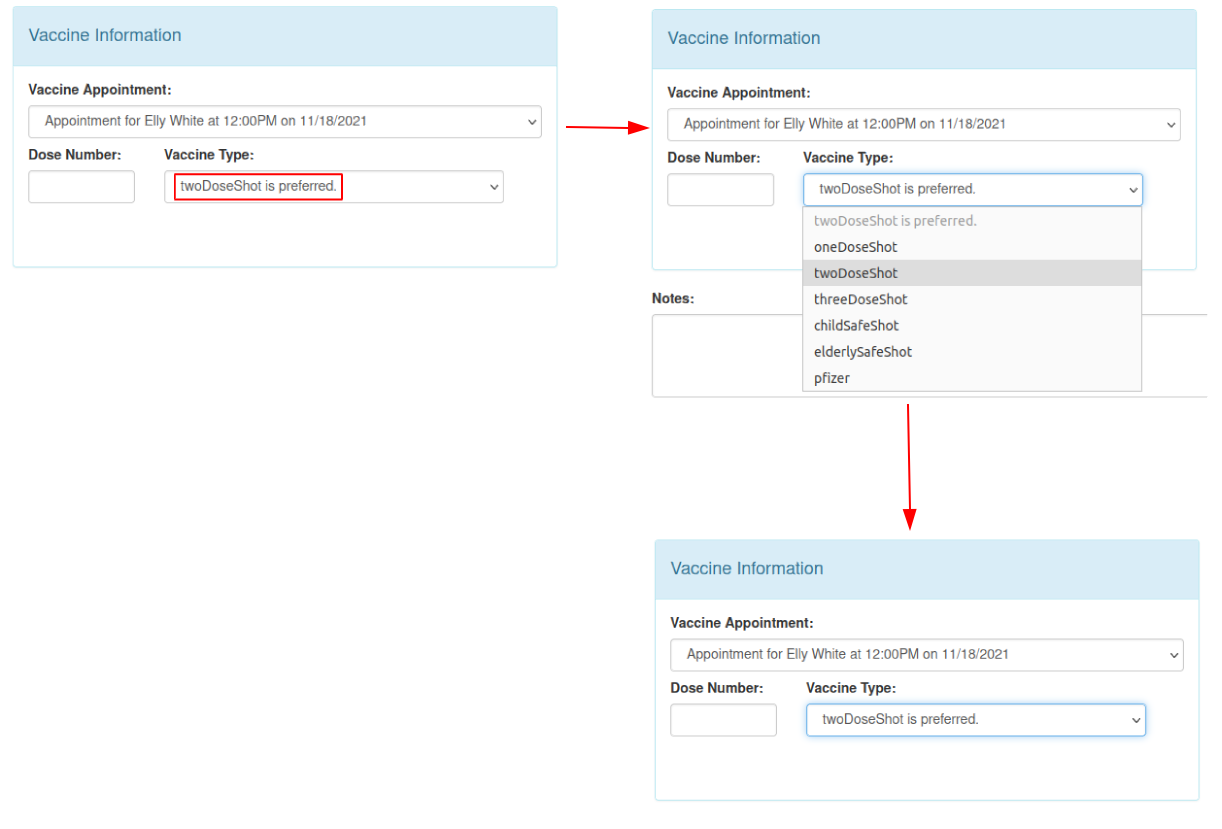 Vaccine Information
Vaccine Appointment:
Appointment for Elly White at 12:00PM on 11/18/2021
Dose Number: Vaccine Type:
twoDoseShot is preferred.
Vaccine Information
Vaccine Appointment:
Appointment for Elly White at 12:00PM on 11/18/2021
Dose Number: Vaccine Type:
twoDoseShot is preferred.
twoDoseShot is preferred.
oneDoseShot
twoDoseShot
threeDoseShot
childSafeShot
elderlySafeShot
pfizer
Notes:
Vaccine Information
Vaccine Appointment:
Appointment for Elly White at 12:00PM on 11/18/2021
Dose Number: Vaccine Type:
twoDoseShot is preferred.